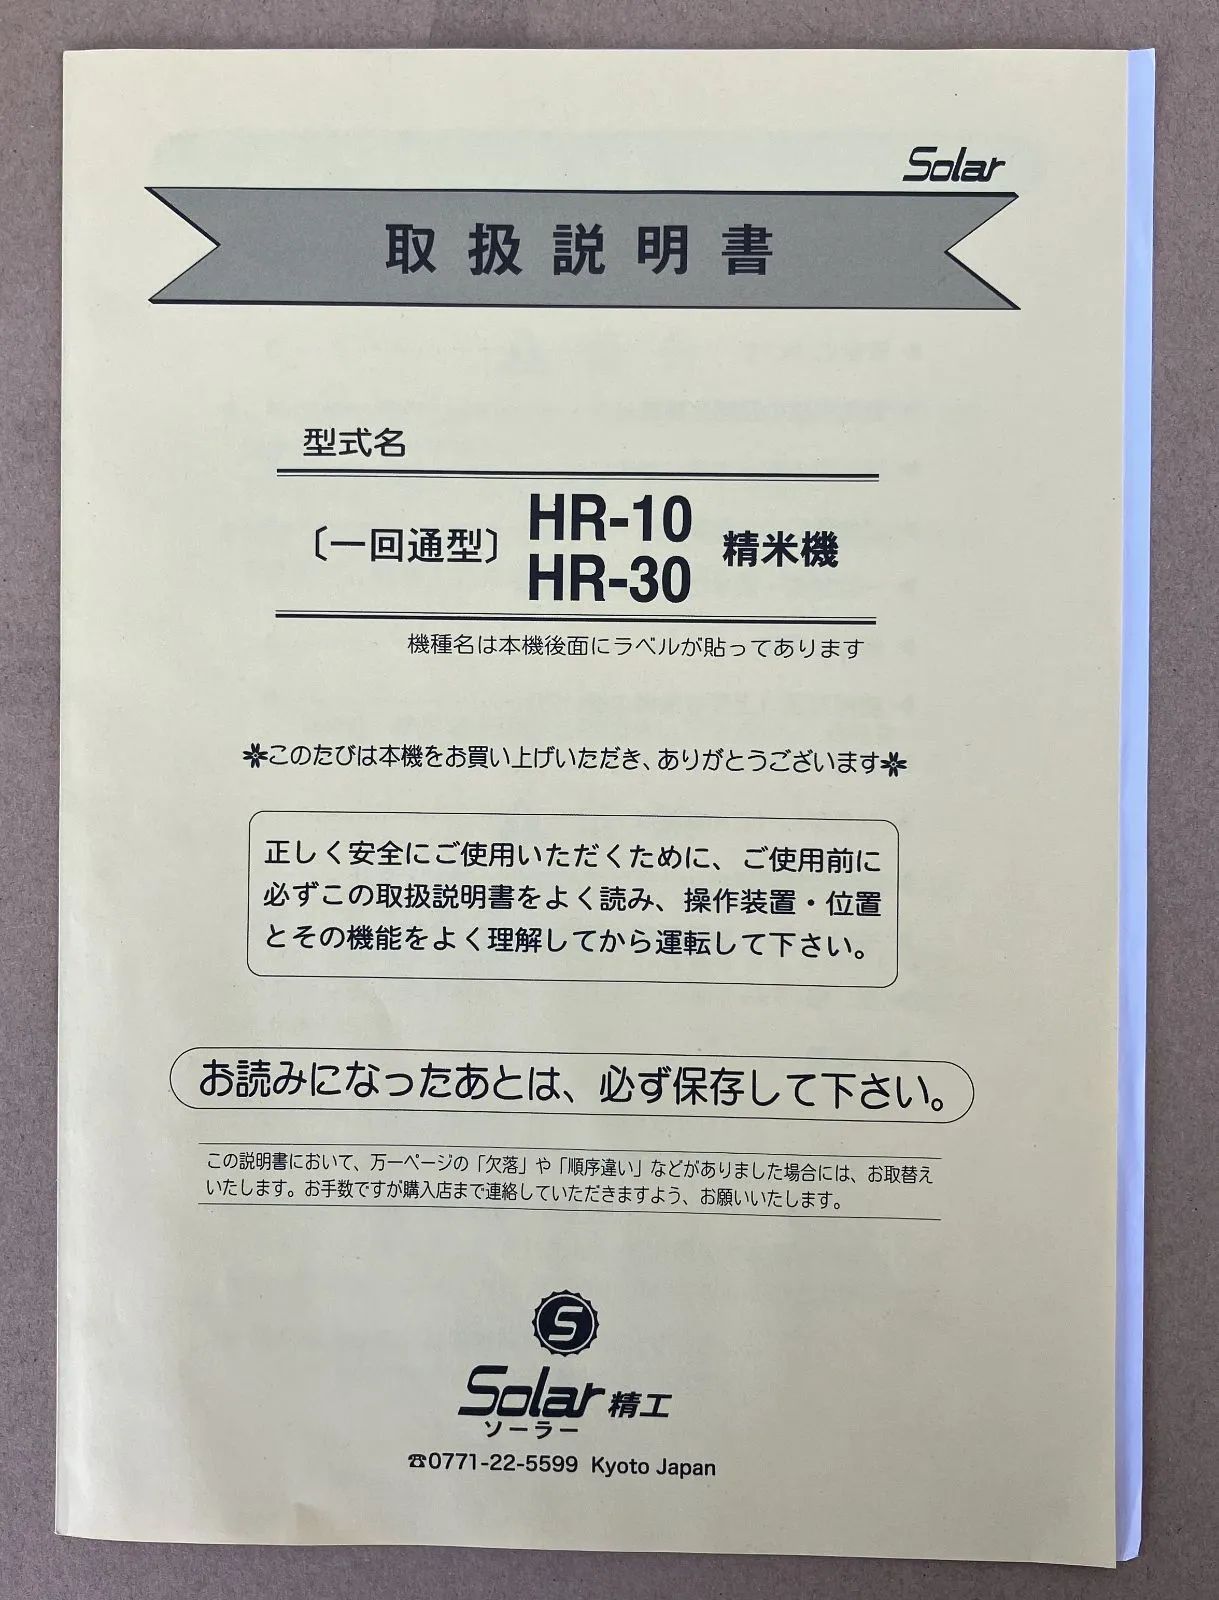 Solar
取扱説明書
型式名
〔一回通型〕 HR-10 精米機
HR-30
機種名は本機後面にラベルが貼ってあります
このたびは本機をお買い上げいただき、ありがとうございます
正しく安全にご使用いただくために、ご使用前に
必ずこの取扱説明書をよく読み、操作装置・位置
とその機能をよく理解してから運転して下さい。
お読みになったあとは、必ず保存して下さい。
この説明書において、万一ページの「欠落」や「順序違い」などがありました場合には、お取替え
いたします。お手数ですが購入店まで連絡していただきますよう、お願いいたします。
S
Solar 精工
ソーラー
☎0771-22-5599 Kyoto Japan